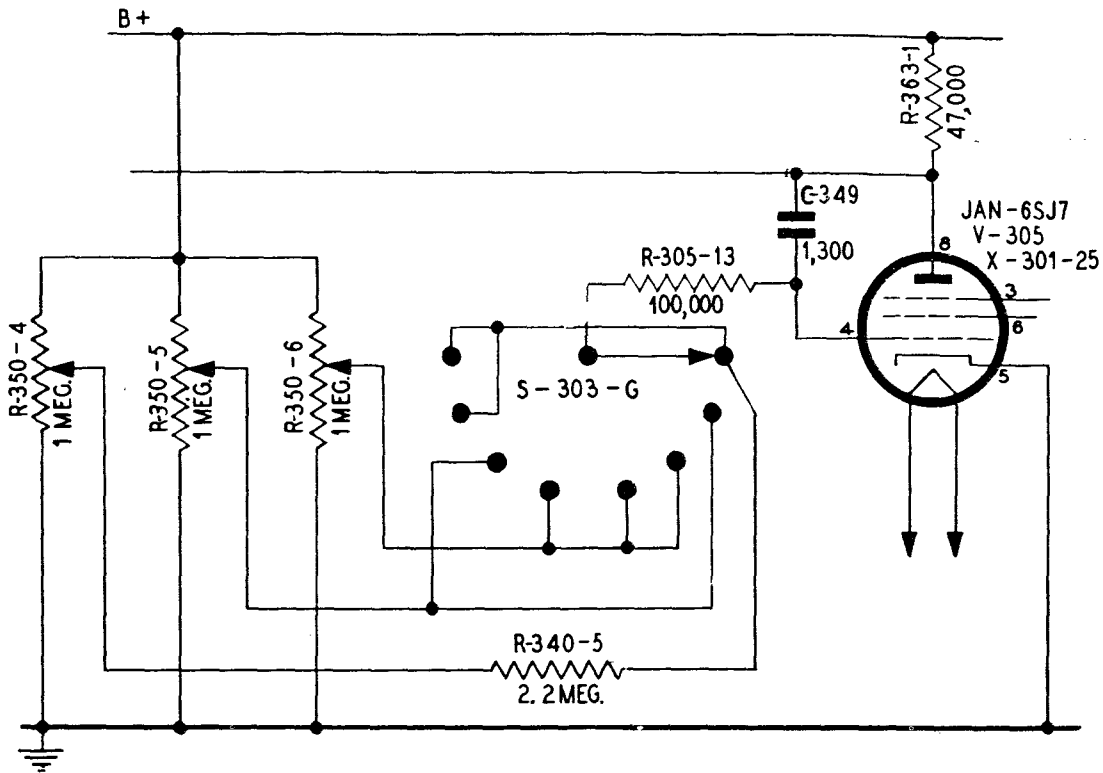 B+
R-363-1
47,000
C-349
1,300
JAN-6SJ7
V-305
X-301-25
8
3
6
4
5
R-305-13
100,000
R-350-4
1 MEG.
R-350-5
1 MEG.
R-350-6
1 MEG.
S-303-G
R-340-5
2.2 MEG.